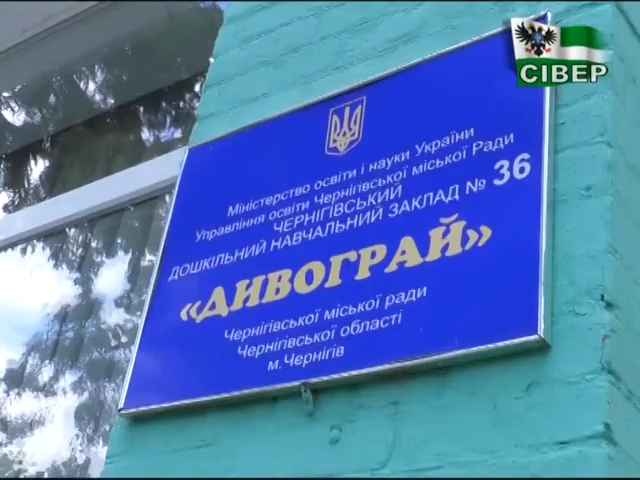 СІВЕР
Міністерство освіти і науки України
Управління освіти Чернігівської міської Ради
ЧЕРНІГІВСЬКИЙ
ДОШКІЛЬНИЙ НАВЧАЛЬНИЙ ЗАКЛАД № 36
«ДИВОГРАЙ»
Чернігівської міської ради
Чернігівської області
м.Чернігів